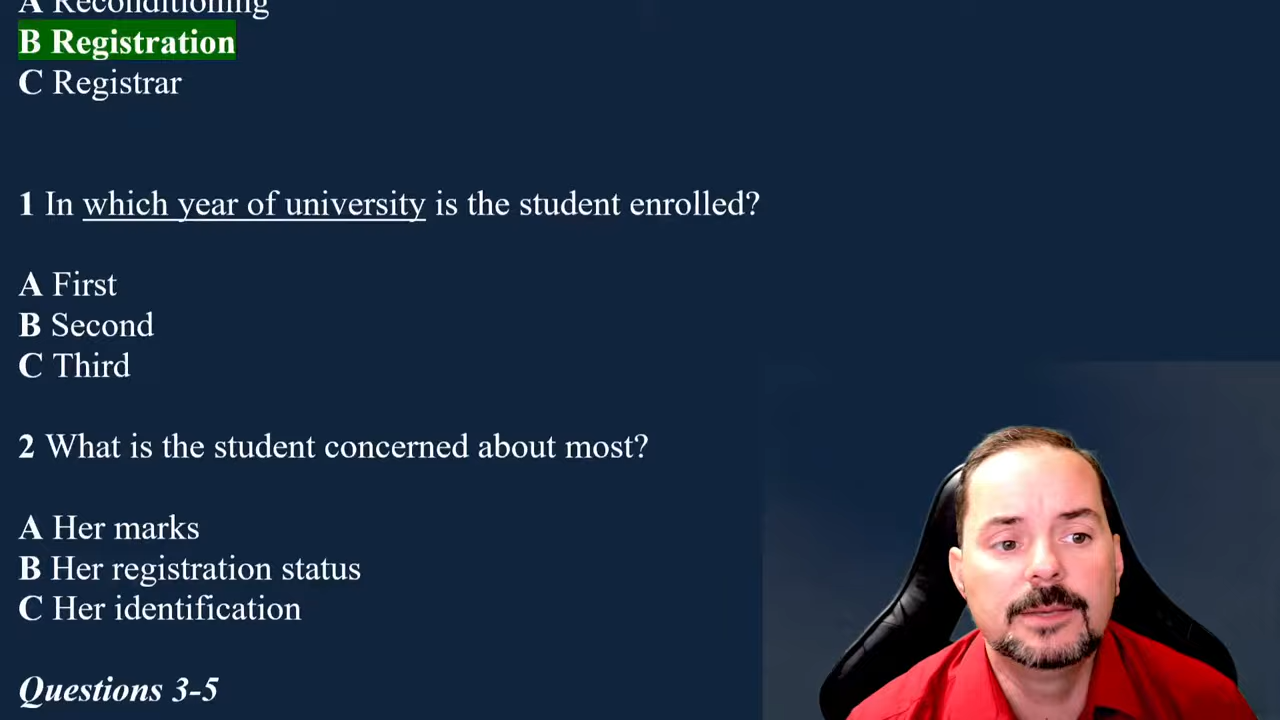 A Reconditioning
B Registration
C Registrar
1 In which year of university is the student enrolled?
A First
B Second
C Third
2 What is the student concerned about most?
A Her marks
B Her registration status
C Her identification
Questions 3-5